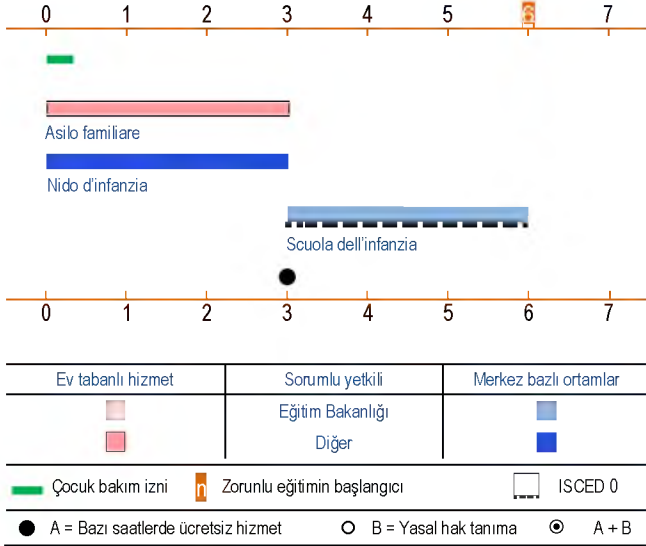 0 1 2 3 4 5 6 7
Asilo familiare
Nido d'infanzia
Scuola dell'infanzia
0 1 2 3 4 5 6 7
Ev tabanlı hizmet Sorumlu yetkili Merkez bazlı ortamlar
Eğitim Bakanlığı
Diğer
Çocuk bakım izni n Zorunlu eğitimin başlangıcı ISCED 0
A = Bazı saatlerde ücretsiz hizmet B = Yasal hak tanıma A + B